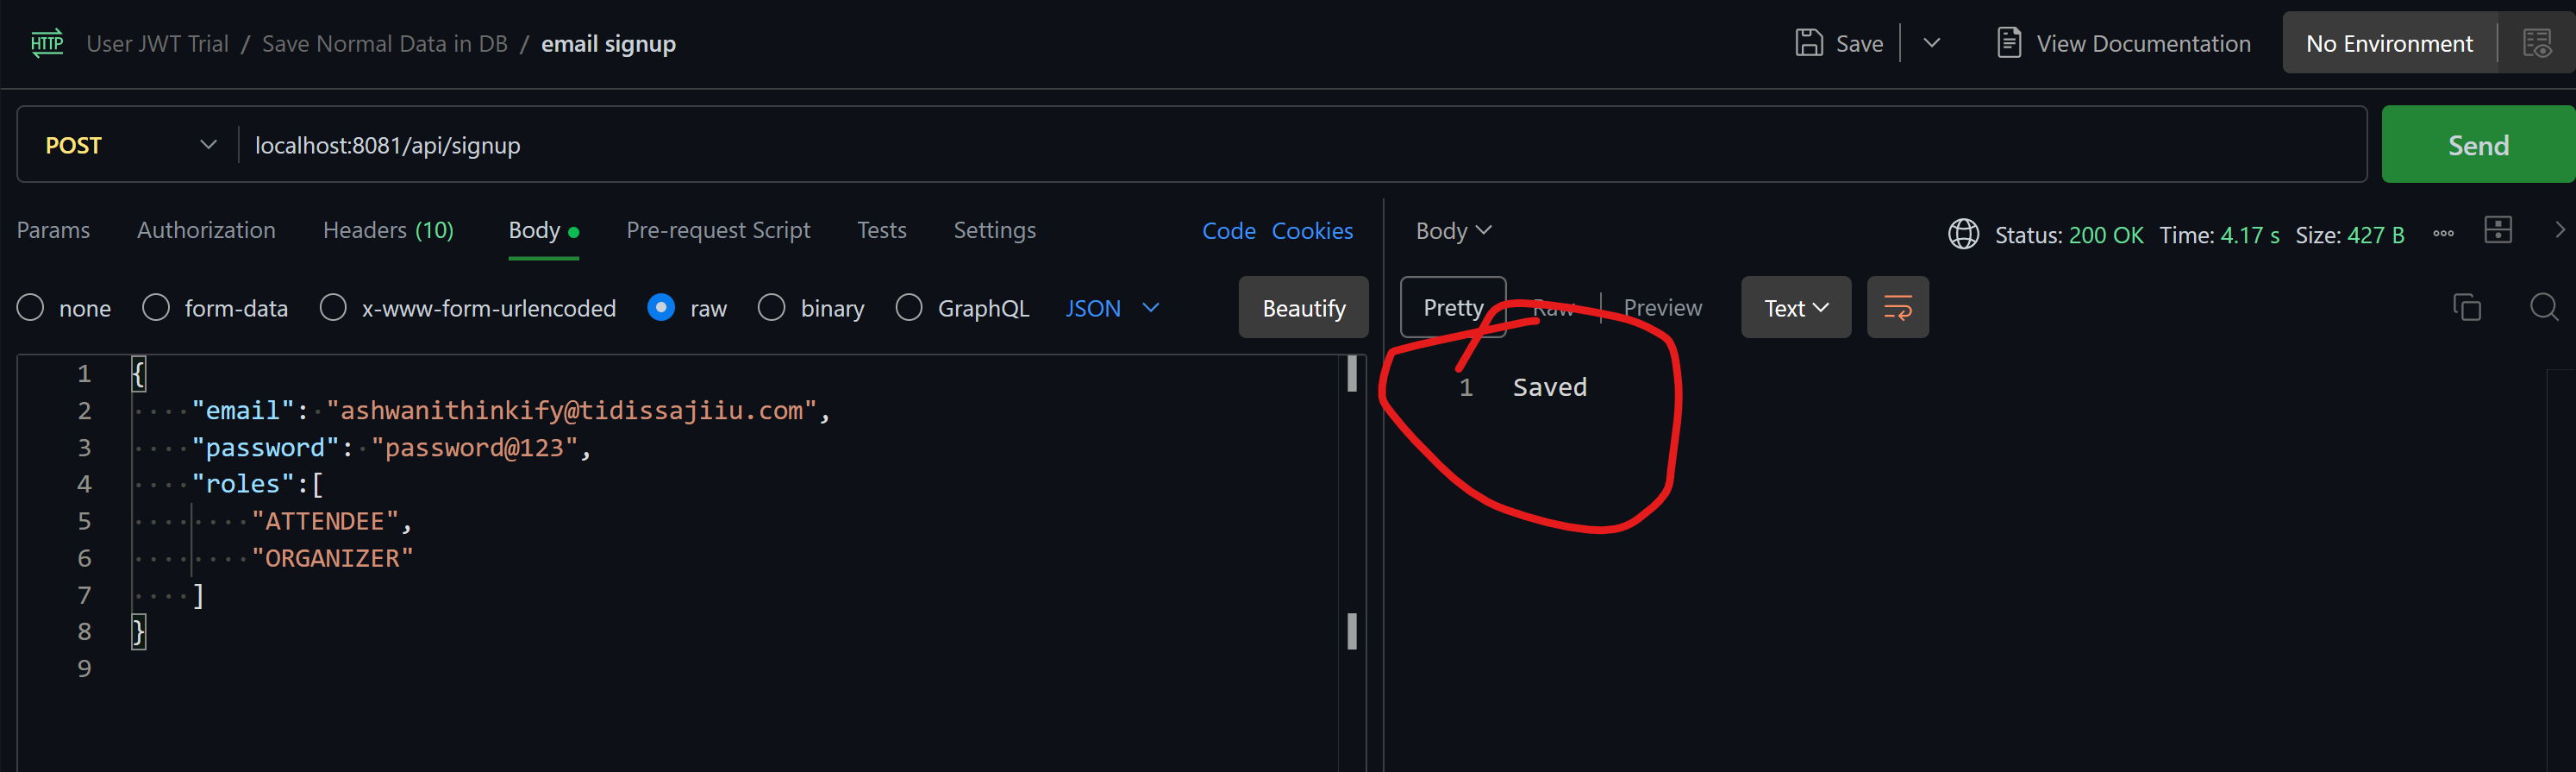 HTTP User JWT Trial / Save Normal Data in DB / email signup Save View Documentation No Environment
POST localhost:8081/api/signup Send
Params Authorization Headers (10) Body Pre-request Script Tests Settings Code Cookies
none form-data x-www-form-urlencoded raw binary GraphQL JSON Beautify
1 {
2 "email": "ashwanithinkify@tidissajiiu.com",
3 "password": "password@123",
4 "roles":[
5 "ATTENDEE",
6 "ORGANIZER"
7 ]
8 }
9
Body Status: 200 OK Time: 4.17 s Size: 427 B
Pretty Raw Preview Text
1 Saved